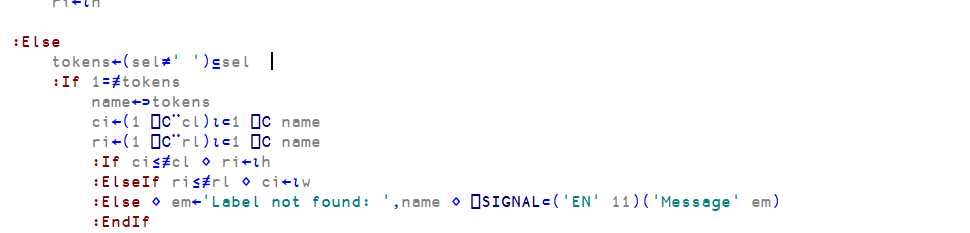 ri←⍳h
:Else
tokens←(sel≠' ')⊆sel
:If 1=≢tokens
name←⊃tokens
ci←(1 ⎕C¨cl)⍳⊂1 ⎕C name
ri←(1 ⎕C¨rl)⍳⊂1 ⎕C name
:If ci≤≢cl ⋄ ri←⍳h
:ElseIf ri≤≢rl ⋄ ci←⍳w
:Else ⋄ em←'Label not found: ',name ⋄ ⎕SIGNAL⊂('EN' 11)('Message' em)
:EndIf